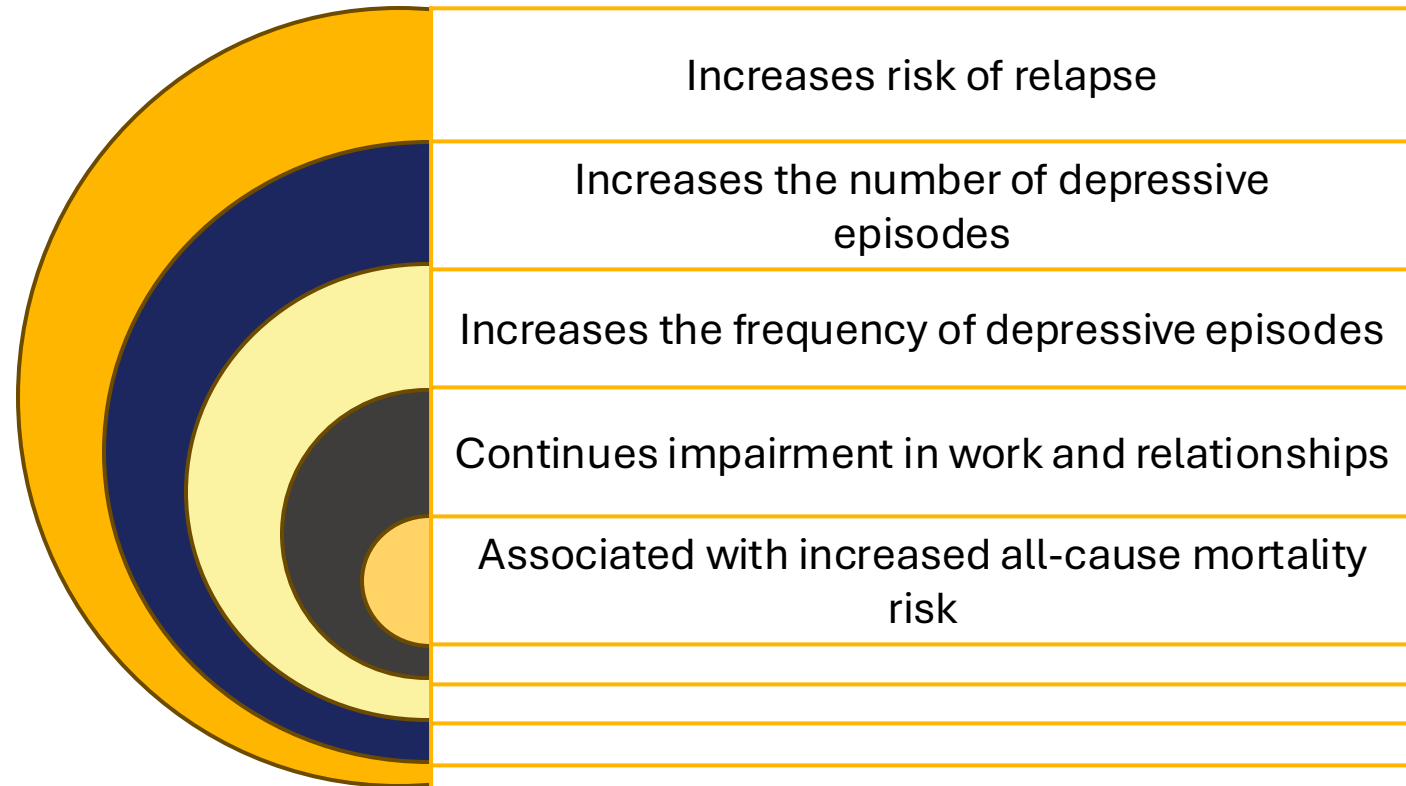 Increases risk of relapse
Increases the number of depressive
episodes
Increases the frequency of depressive episodes
Continues impairment in work and relationships
Associated with increased all-cause mortality
risk